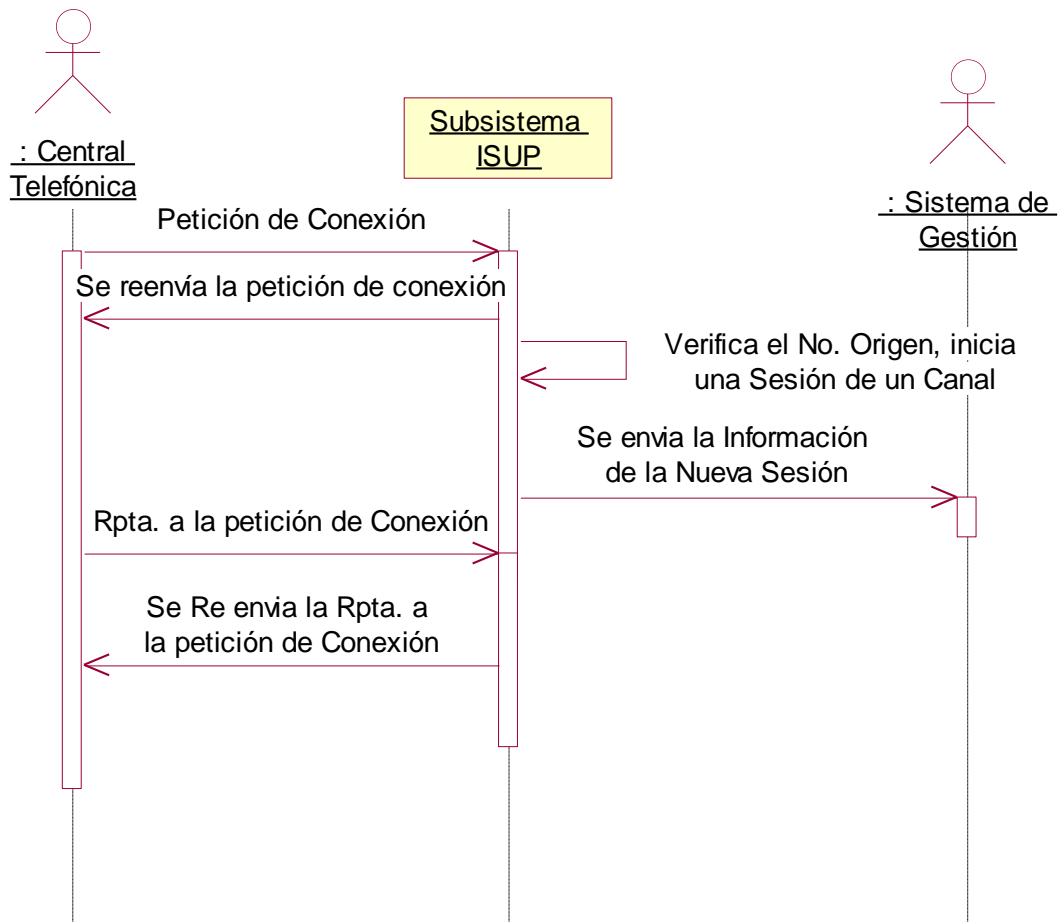 : Central
Telefónica
Subsistema
ISUP
: Sistema de
Gestión
Petición de Conexión
Se reenvía la petición de conexión
Verifica el No. Origen, inicia
una Sesión de un Canal
Se envia la Información
de la Nueva Sesión
Rpta. a la petición de Conexión
Se Re envia la Rpta. a
la petición de Conexión